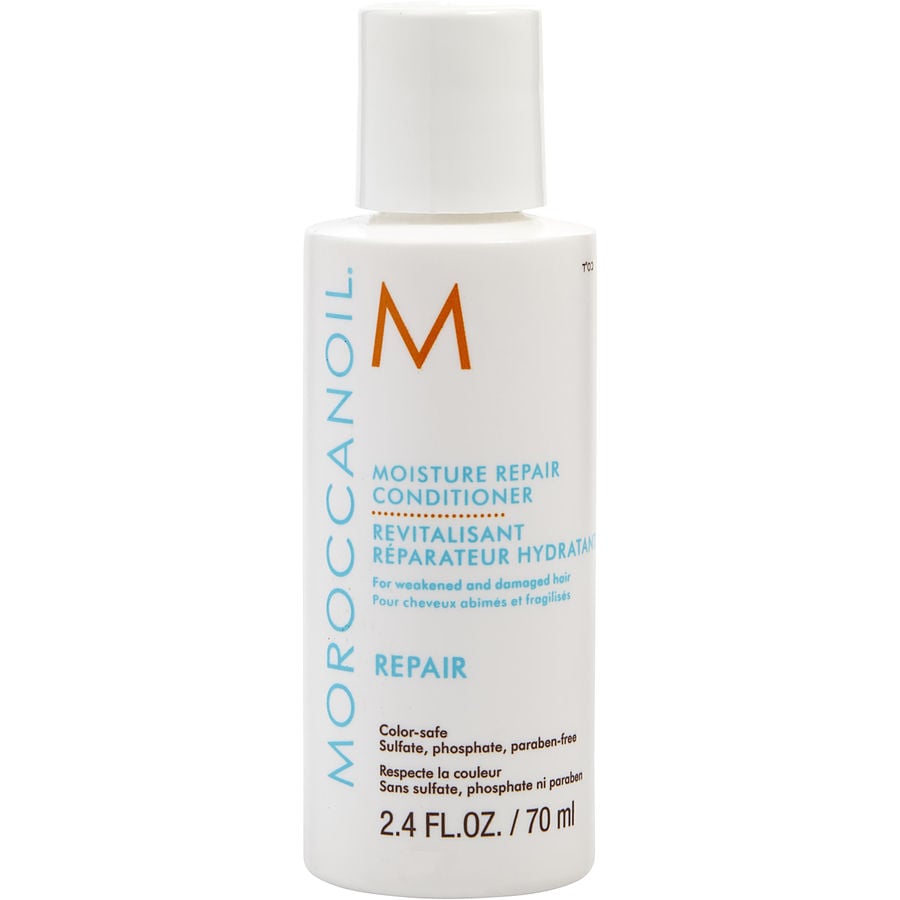 MOROCCANOIL.
M
MOISTURE REPAIR
CONDITIONER
REVITALISANT
RÉPARATEUR HYDRATANT
For weakened and damaged hair
Pour cheveux abîmés et fragilisés
REPAIR
Color-safe
Sulfate, phosphate, paraben-free
Respecte la couleur
Sans sulfate, phosphate ni paraben
2.4 FL.OZ. / 70 ml